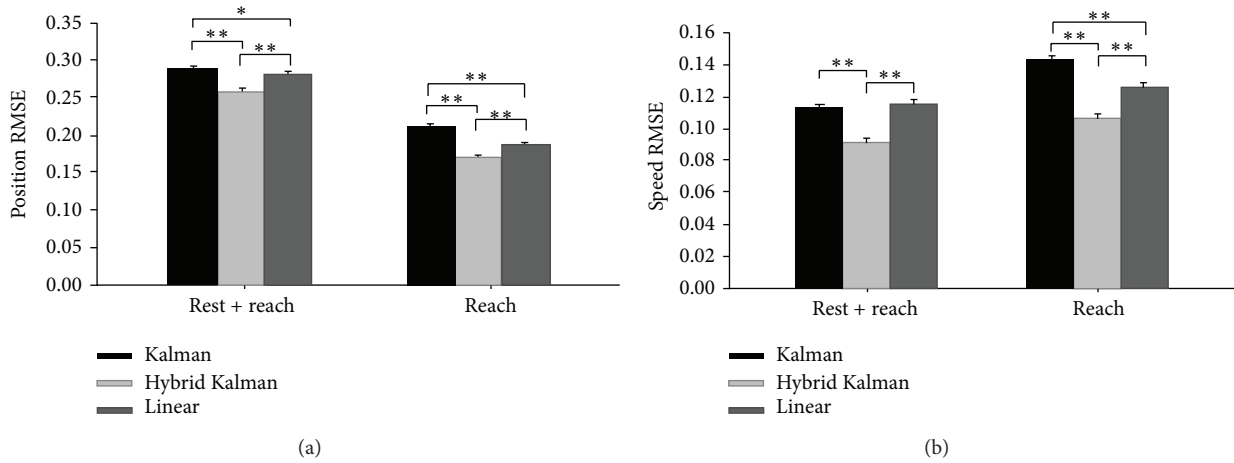 Position RMSE
0.35
0.30
0.25
0.20
0.15
0.10
0.05
0.00
*
**
**
**
**
**
Rest + reach
Reach
Kalman
Hybrid Kalman
Linear
(a)
Speed RMSE
0.14
0.12
0.10
0.08
0.06
0.04
0.02
0.00
**
**
**
**
**
Rest + reach
Reach
Kalman
Hybrid Kalman
Linear
(b)